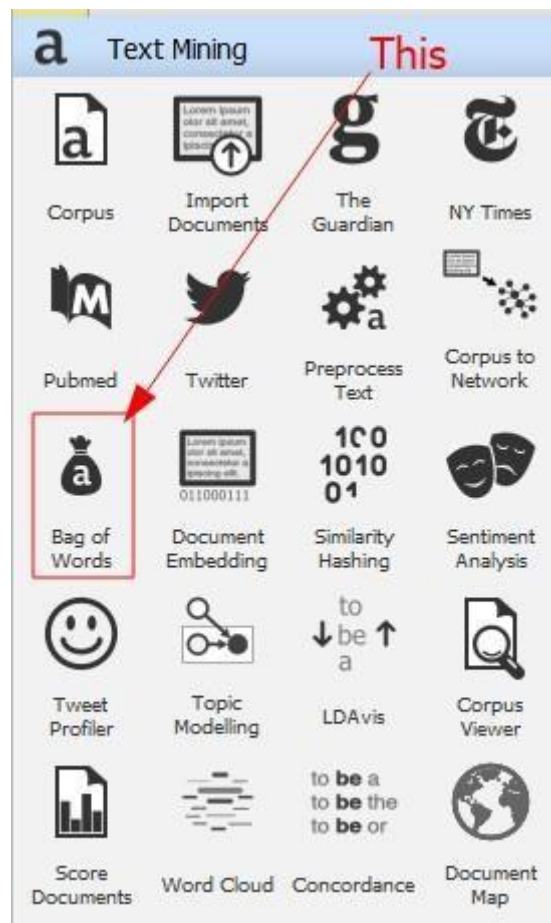 a Text Mining This
a
Lorem ipsum
olor sit amet,
consectetur a
g
Corpus
Import
Documents
The
Guardian
NY Times
M
a
Pubmed
Twitter
Preprocess
Text
Corpus to
Network
a
Lorem ipsum
olor sit amet,
consectetur a
ipiscing elit.
011000111
100
1010
01
Bag of
Words
Document
Embedding
Similarity
Hashing
Sentiment
Analysis
to
be
a
Tweet
Profiler
Topic
Modelling
LDAvis
Corpus
Viewer
to be a
to be the
to be or
Score
Documents
Word Cloud
Concordance
Document
Map